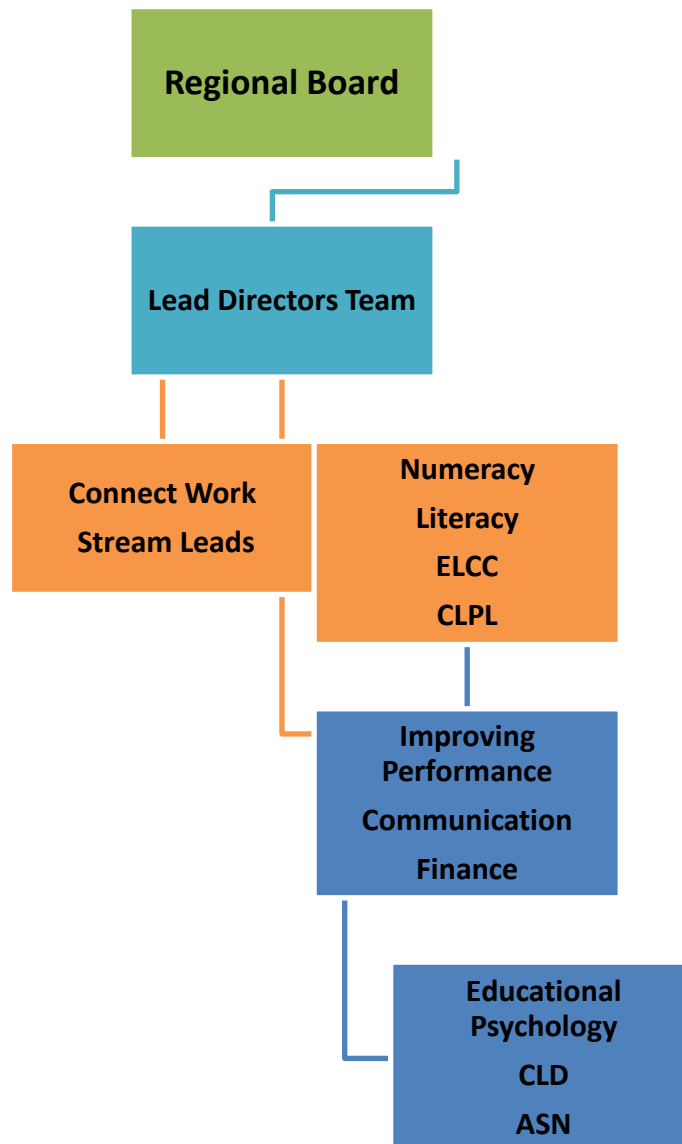 Regional Board
Lead Directors Team
Connect Work
Stream Leads
Numeracy
Literacy
ELCC
CLPL
Improving
Performance
Communication
Finance
Educational
Psychology
CLD
ASN